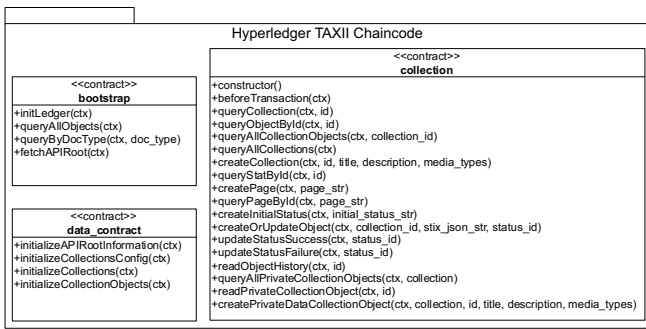 Hyperledger TAXII Chaincode
<<contract>>
bootstrap
+initLedger(ctx)
+queryAllObjects(ctx)
+queryByDocType(ctx, doc_type)
+fetchAPIRoot(ctx)
<<contract>>
data_contract
+initializeAPIRootInformation(ctx)
+initializeCollectionsConfig(ctx)
+initializeCollections(ctx)
+initializeCollectionObjects(ctx)
<<contract>>
collection
+constructor()
+beforeTransaction(ctx)
+queryCollection(ctx, id)
+queryObjectById(ctx, id)
+queryAllCollectionObjects(ctx, collection_id)
+queryAllCollections(ctx)
+createCollection(ctx, id, title, description, media_types)
+queryStatById(ctx, id)
+createPage(ctx, page_str)
+queryPageById(ctx, page_str)
+createInitialStatus(ctx, initial_status_str)
+createOrUpdateObject(ctx, collection_id, stix_json_str, status_id)
+updateStatusSuccess(ctx, status_id)
+updateStatusFailure(ctx, status_id)
+readObjectHistory(ctx, id)
+queryAllPrivateCollectionObjects(ctx, collection)
+readPrivateCollectionObject(ctx, id)
+createPrivateDataCollectionObject(ctx, collection, id, title, description, media_types)